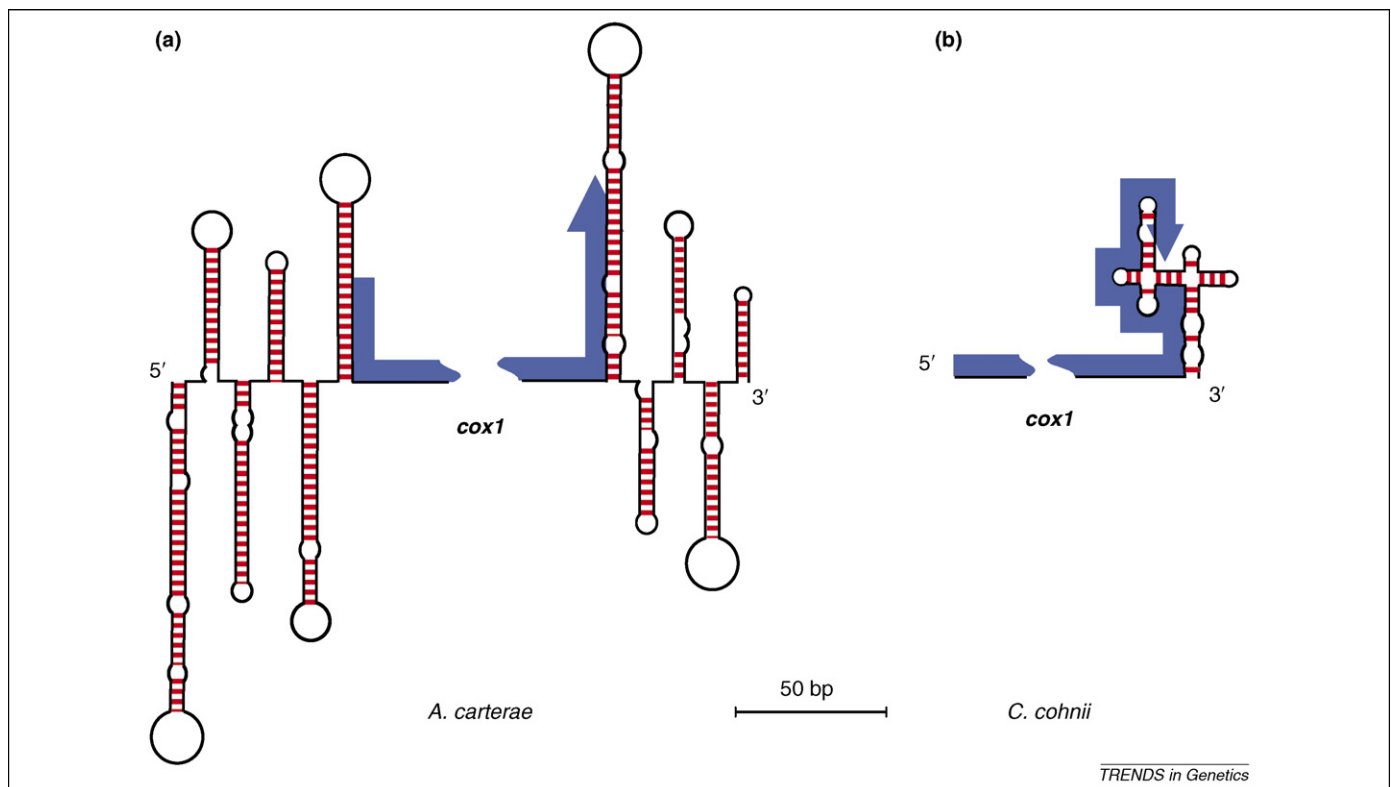 (a)
(b)
5′
3′
cox1
5′
3′
cox1
50 bp
A. carterae
C. cohnii
TRENDS in Genetics